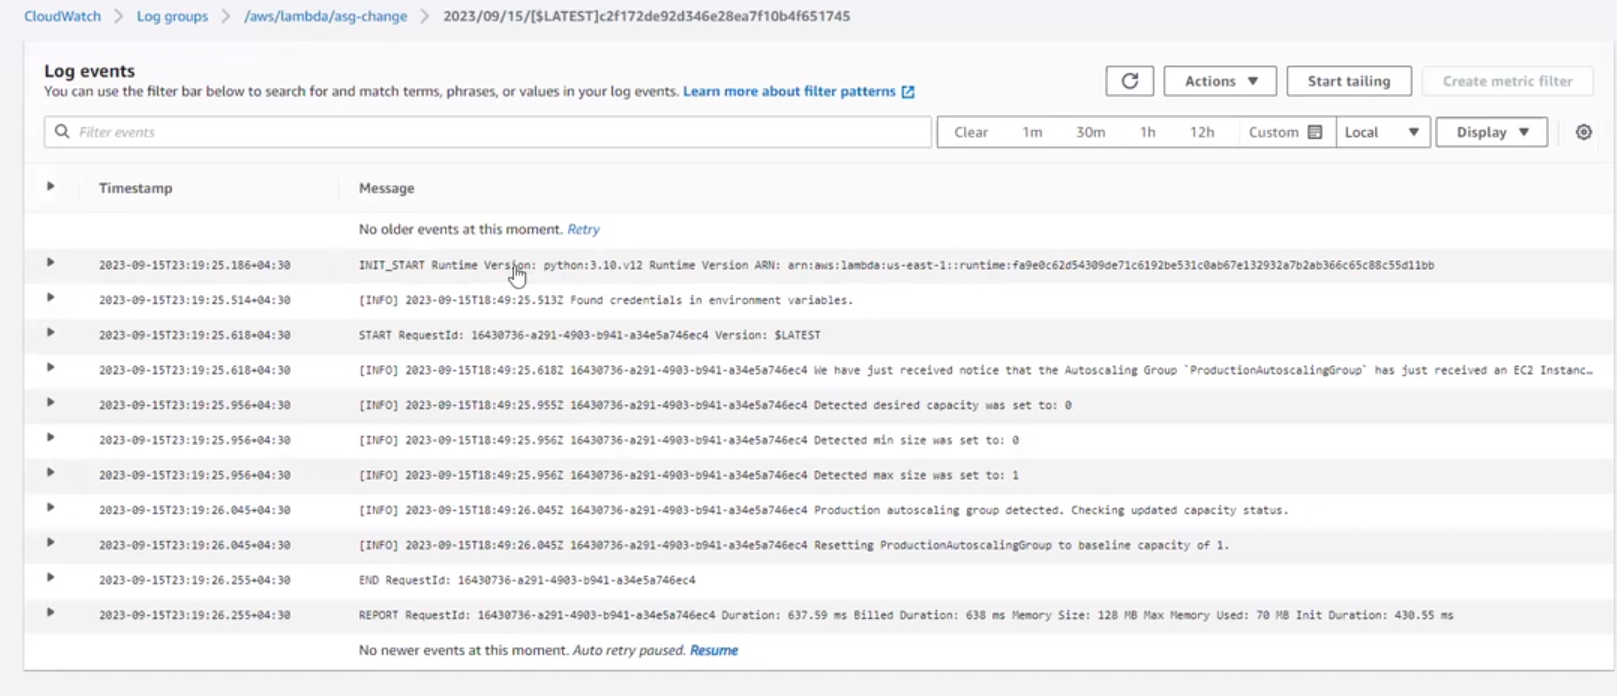 CloudWatch > Log groups > /aws/lambda/asg-change > 2023/09/15/[$LATEST]c2f172de92d346e28ea7f10b4f651745
Log events
You can use the filter bar below to search for and match terms, phrases, or values in your log events. Learn more about filter patterns
Actions Start tailing Create metric filter
Filter events Clear 1m 30m 1h 12h Custom Local Display
Timestamp Message
No older events at this moment. Retry
2023-09-15T23:19:25.186+04:30 INIT_START Runtime Version: python:3.10.v12 Runtime Version ARN: arn:aws:lambda:us-east-1::runtime:fa9e0c62d54309de71c6192be531c0ab67e132932a7b2ab366c65c88c55d11bb
2023-09-15T23:19:25.514+04:30 [INFO] 2023-09-15T18:49:25.513Z Found credentials in environment variables.
2023-09-15T23:19:25.618+04:30 START RequestId: 16430736-a291-4903-b941-a34e5a746ec4 Version: $LATEST
2023-09-15T23:19:25.618+04:30 [INFO] 2023-09-15T18:49:25.618Z 16430736-a291-4903-b941-a34e5a746ec4 We have just received notice that the Autoscaling Group `ProductionAutoscalingGroup` has just received an EC2 Instanc…
2023-09-15T23:19:25.956+04:30 [INFO] 2023-09-15T18:49:25.955Z 16430736-a291-4903-b941-a34e5a746ec4 Detected desired capacity was set to: 0
2023-09-15T23:19:25.956+04:30 [INFO] 2023-09-15T18:49:25.956Z 16430736-a291-4903-b941-a34e5a746ec4 Detected min size was set to: 0
2023-09-15T23:19:25.956+04:30 [INFO] 2023-09-15T18:49:25.956Z 16430736-a291-4903-b941-a34e5a746ec4 Detected max size was set to: 1
2023-09-15T23:19:26.045+04:30 [INFO] 2023-09-15T18:49:26.045Z 16430736-a291-4903-b941-a34e5a746ec4 Production autoscaling group detected. Checking updated capacity status.
2023-09-15T23:19:26.045+04:30 [INFO] 2023-09-15T18:49:26.045Z 16430736-a291-4903-b941-a34e5a746ec4 Resetting ProductionAutoscalingGroup to baseline capacity of 1.
2023-09-15T23:19:26.255+04:30 END RequestId: 16430736-a291-4903-b941-a34e5a746ec4
2023-09-15T23:19:26.255+04:30 REPORT RequestId: 16430736-a291-4903-b941-a34e5a746ec4 Duration: 637.59 ms Billed Duration: 638 ms Memory Size: 128 MB Max Memory Used: 70 MB Init Duration: 430.55 ms
No newer events at this moment. Auto retry paused. Resume